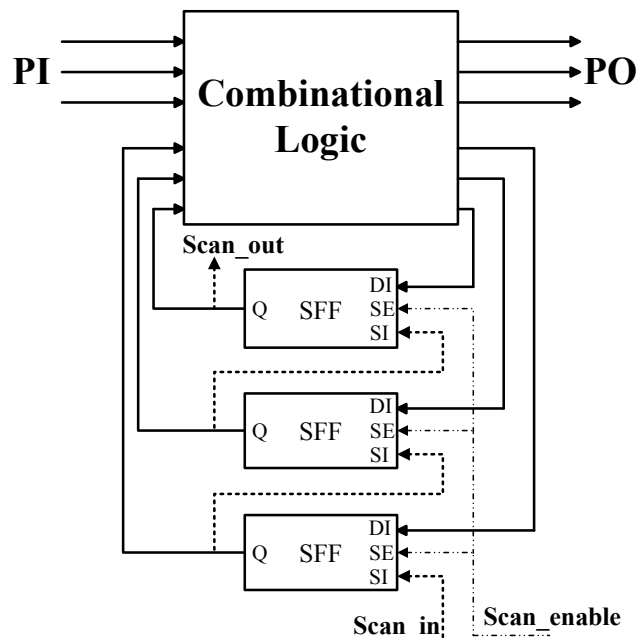 PI
Combinational
Logic
PO
Scan_out
DI
Q SFF SE
SI
DI
Q SFF SE
SI
DI
Q SFF SE
SI
Scan_in
Scan_enable